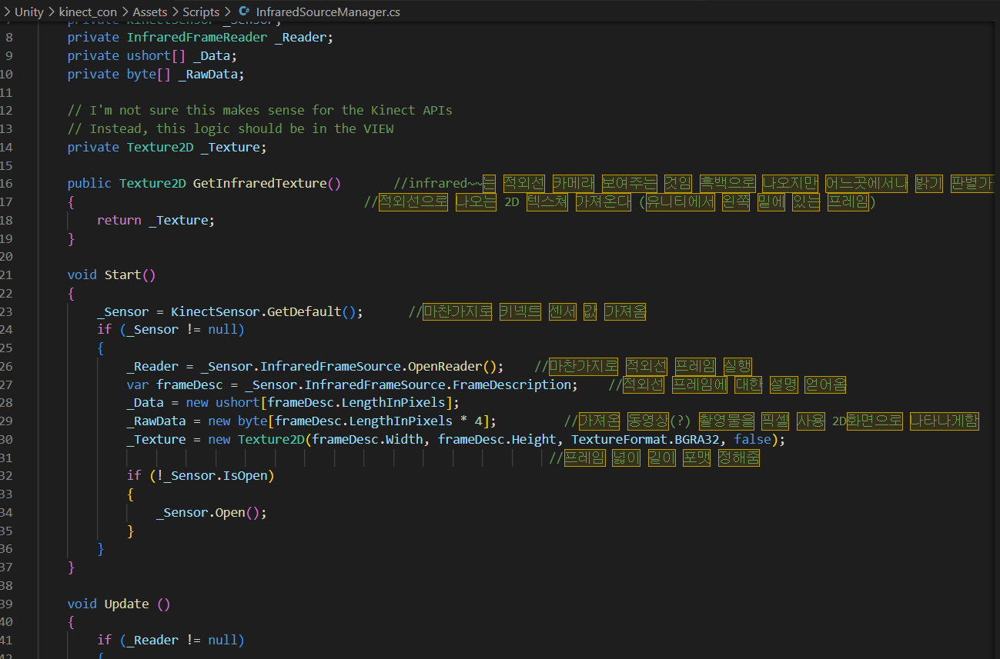 Unity > kinect_con > Assets > Scripts > InfaredSourceManager.cs
8 private InfraredFrameReader _Reader;
9 private ushort[] _Data;
10 private byte[] _RawData;
11
12 // I'm not sure this makes sense for the Kinect APIs
13 // Instead, this logic should be in the VIEW
14 private Texture2D _Texture;
15
16 public Texture2D GetInfraredTexture() //infrared~~는 적외선 카메라 보여주는 것임 흑백으로 나오지만 어느곳에서나 밝기 판별가
17 { //적외선으로 나오는 2D 텍스쳐 가져온다 (유니티에서 왼쪽 밑에 있는 프레임)
18 return _Texture;
19 }
20
21 void Start()
22 {
23 _Sensor = KinectSensor.GetDefault(); //마찬가지로 키넥트 센서 값 가져옴
24 if (_Sensor != null)
25 {
26 _Reader = _Sensor.InfraredFrameSource.OpenReader(); //마찬가지로 적외선 프레임 실행
27 var frameDesc = _Sensor.InfraredFrameSource.FrameDescription; //적외선 프레임에 대한 설명 얻어옴
28 _Data = new ushort[frameDesc.LengthInPixels];
29 _RawData = new byte[frameDesc.LengthInPixels * 4]; //가져온 동영상(?) 촬영물을 픽셀 사용 2D화면으로 나타나게함
30 _Texture = new Texture2D(frameDesc.Width, frameDesc.Height, TextureFormat.BGRA32, false);
31 //프레임 넓이 길이 포맷 정해줌
32 if (!_Sensor.IsOpen)
33 {
34 _Sensor.Open();
35 }
36 }
37 }
38
39 void Update ()
40 {
41 if (_Reader != null)
42 {